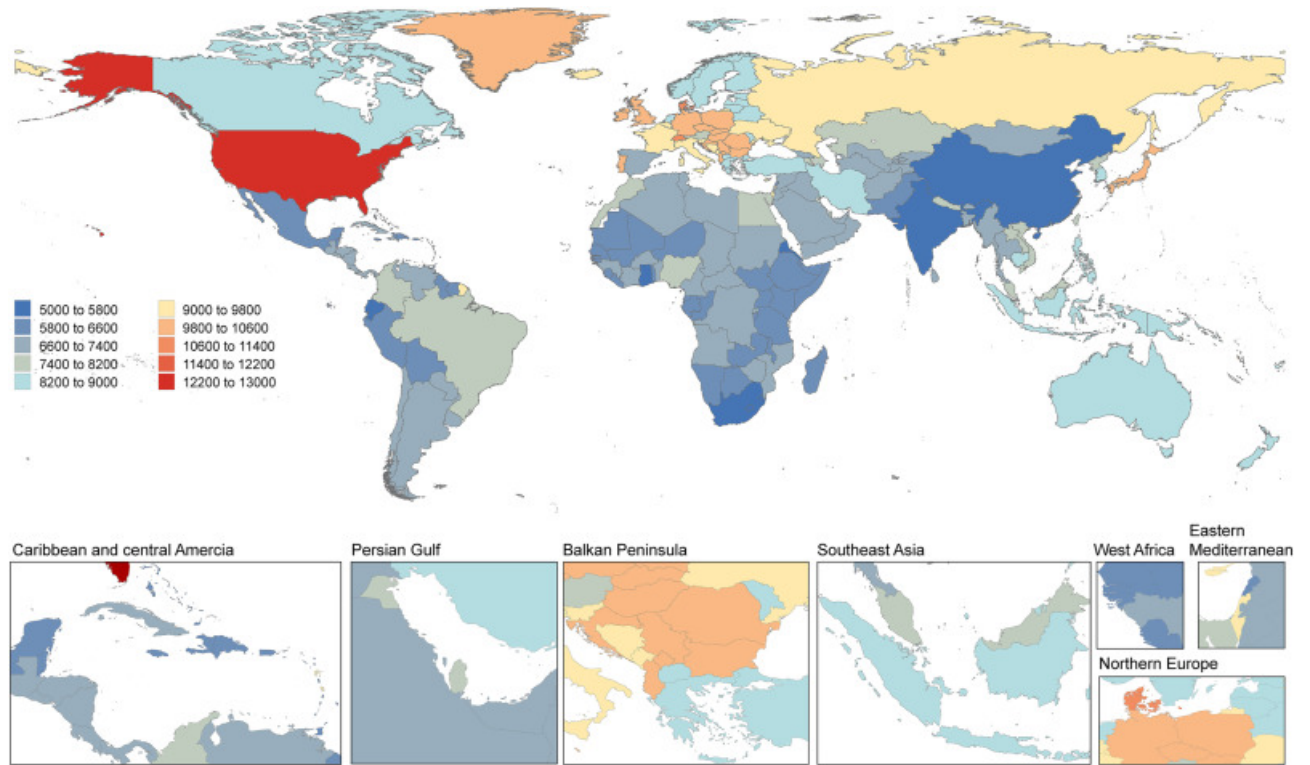 5000 to 5800
5800 to 6600
6600 to 7400
7400 to 8200
8200 to 9000
9000 to 9800
9800 to 10600
10600 to 11400
11400 to 12200
12200 to 13000
Caribbean and central Amercia
Persian Gulf
Balkan Peninsula
Southeast Asia
West Africa
Eastern
Mediterranean
Northern Europe